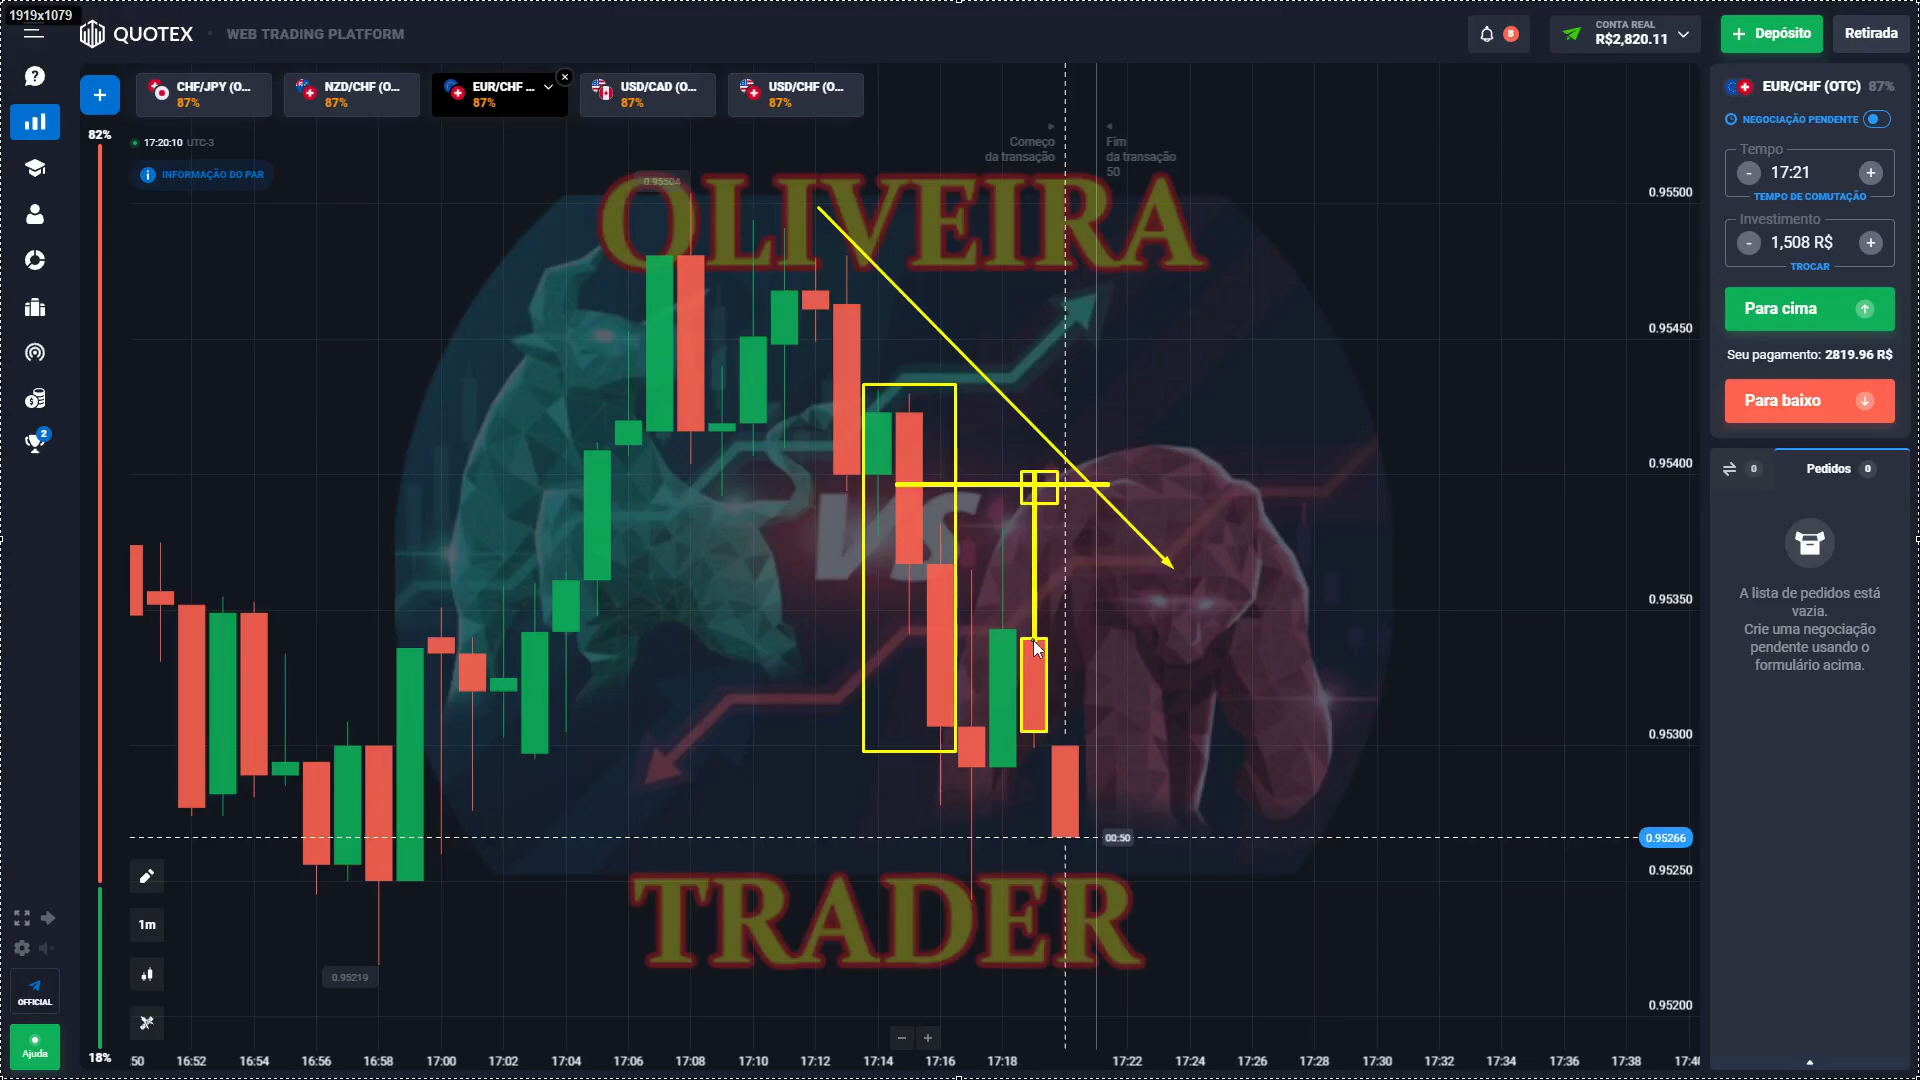 1919x1079
QUOTEX
WEB TRADING PLATFORM
8
CONTA REAL
R$2,820.11
+ Depósito
Retirada
+
CHF/JPY (O...
87%
NZD/CHF (O...
87%
EUR/CHF ...
87%
USD/CAD (O...
87%
USD/CHF (O...
87%
82%
17:20:10 UTC-3
INFORMAÇÃO DO PAR
Começo
da transação
Fim
da transação
50
0.95504
OLIVEIRA
VS
TRADER
0.95500
0.95450
0.95400
0.95350
0.95300
0.95266
0.95250
0.95200
00:50
0.95219
1m
2
OFFICIAL
Ajuda
18%
- +
:50 16:52 16:54 16:56 16:58 17:00 17:02 17:04 17:06 17:08 17:10 17:12 17:14 17:16 17:18 17:22 17:24 17:26 17:28 17:30 17:32 17:34 17:36 17:38 17:4
EUR/CHF (OTC) 87%
NEGOCIAÇÃO PENDENTE
Tempo
- 17:21 +
TEMPO DE COMUTAÇÃO
Investimento
- 1,508 R$ +
TROCAR
Para cima
Seu pagamento: 2819.96 R$
Para baixo
0
Pedidos 0
A lista de pedidos está
vazia.
Crie uma negociação
pendente usando o
formulário acima.